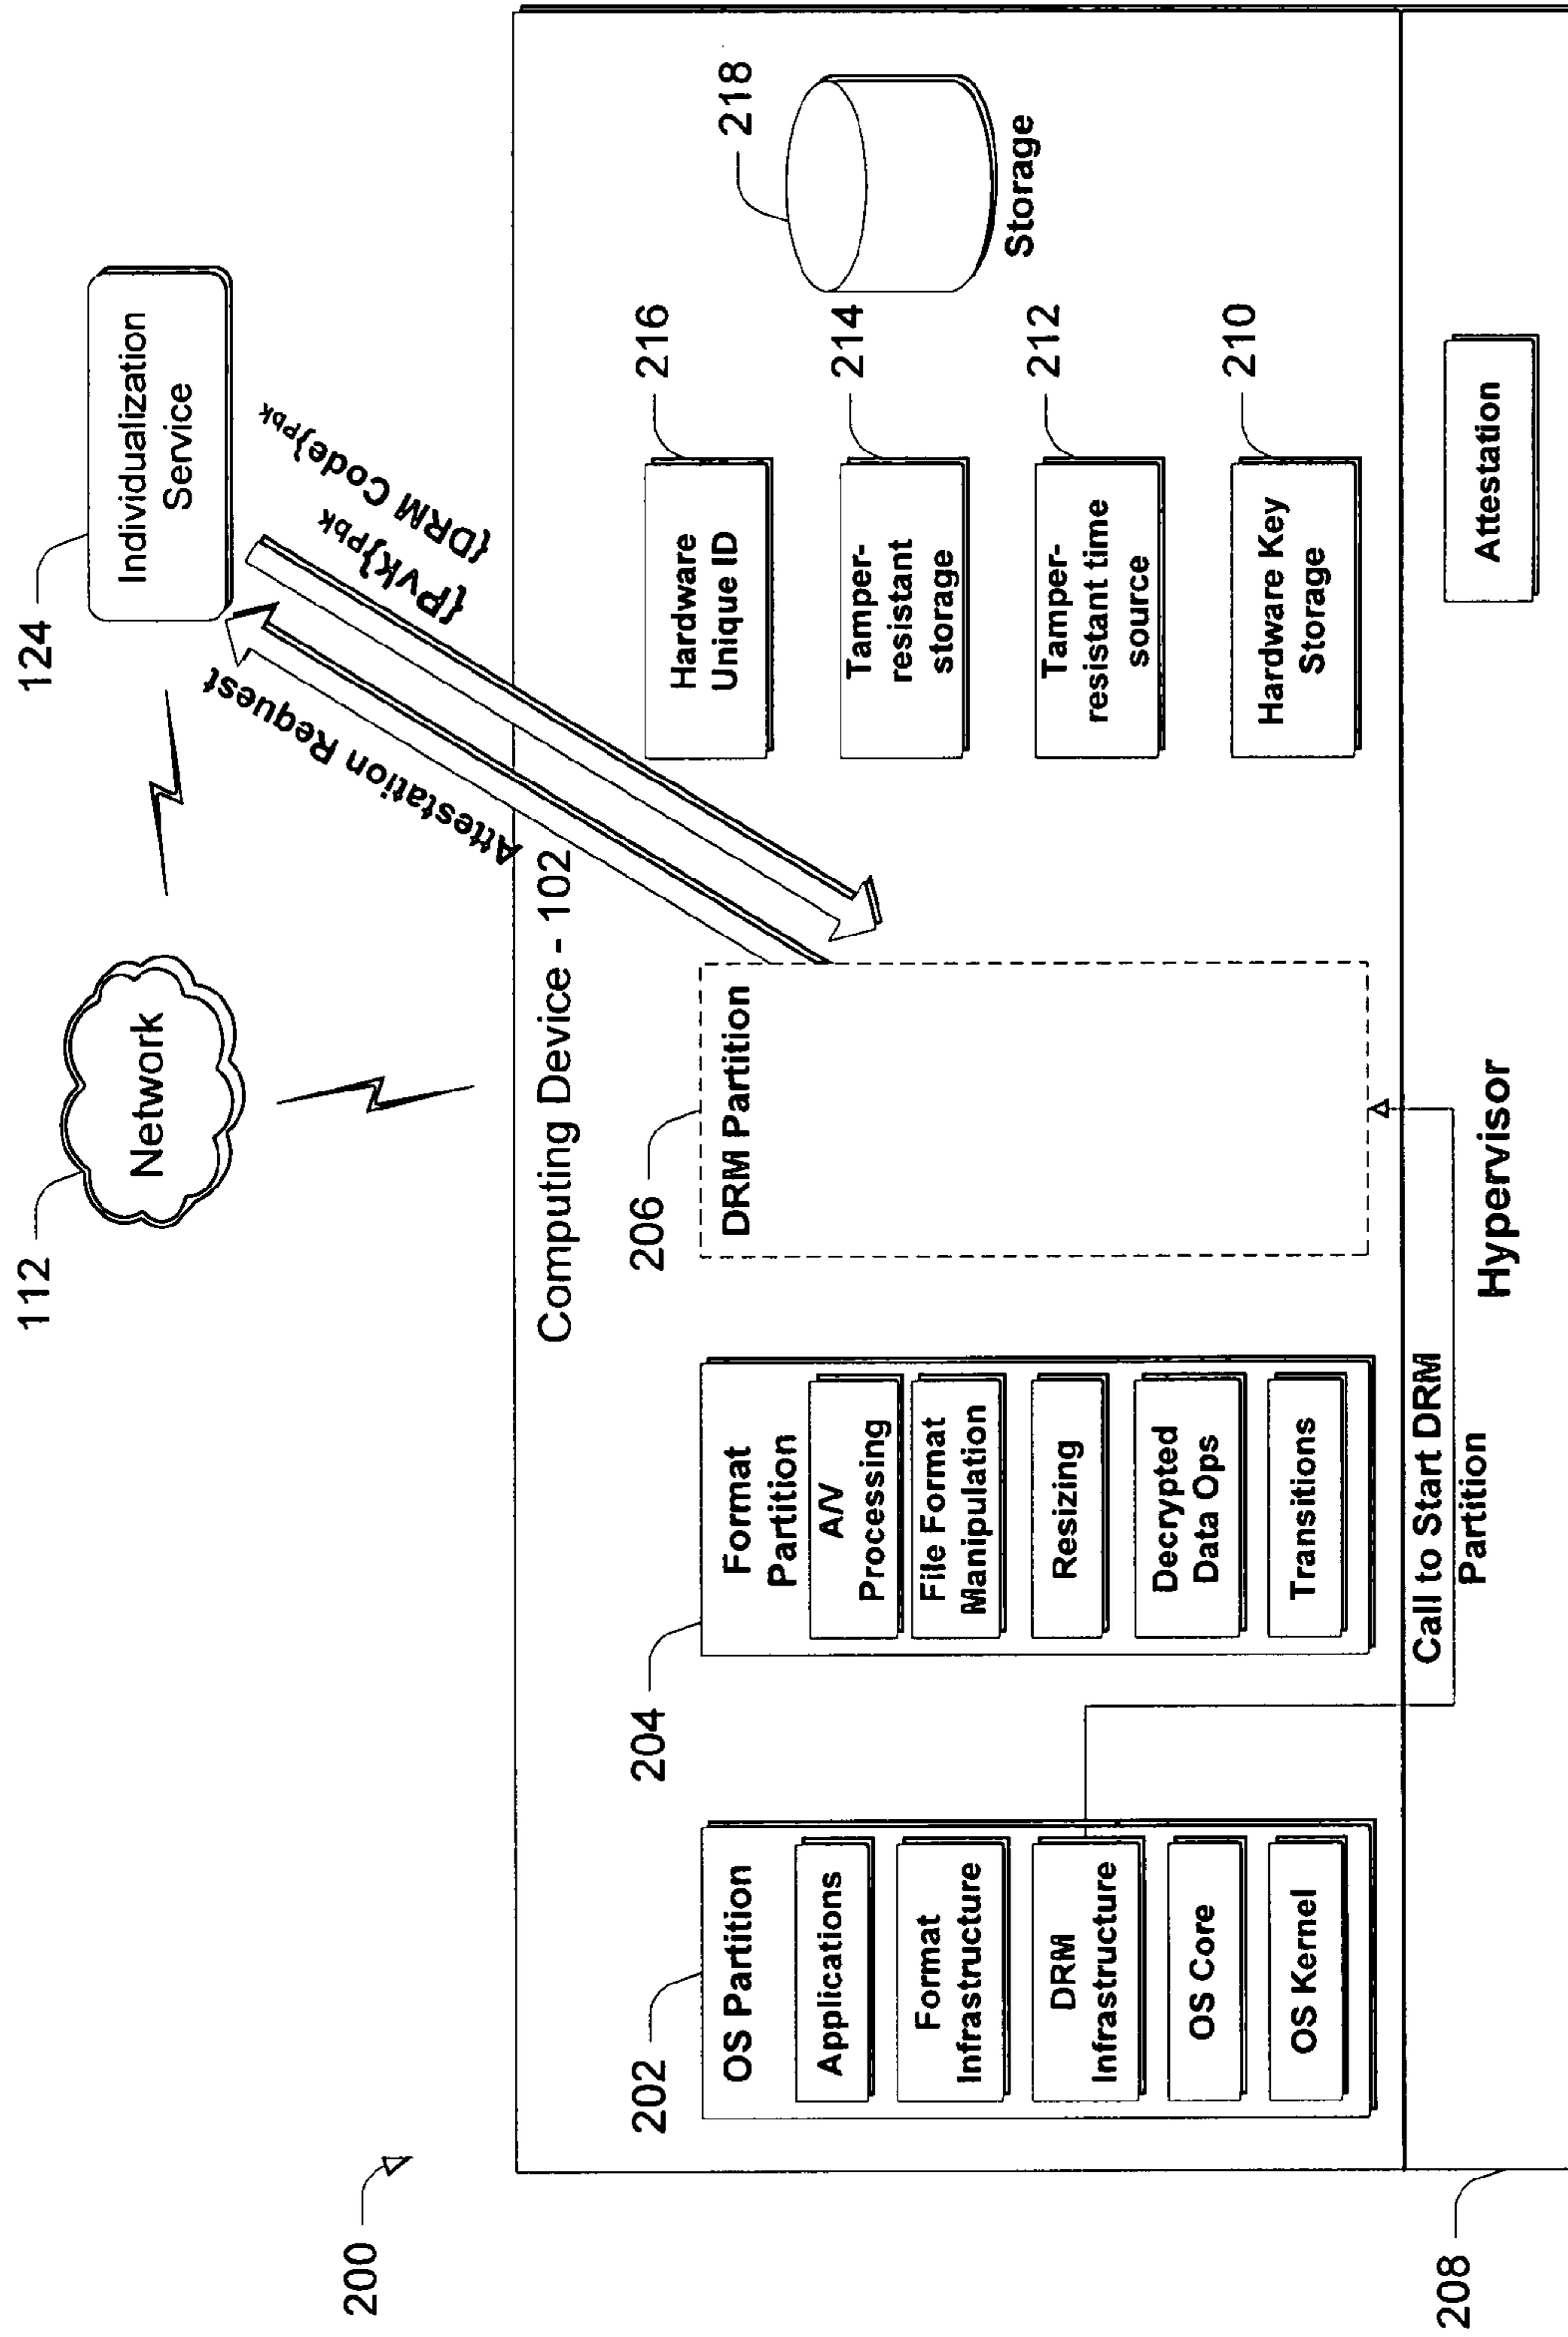 200
112
Network
124
Individualization
Service
Attestation Request
{Pvk}Pbk
{DRM Code}Pbk
Computing Device - 102
202
OS Partition
Applications
Format
Infrastructure
DRM
Infrastructure
OS Core
OS Kernel
204
Format
Partition
A/V
Processing
File Format
Manipulation
Resizing
Decrypted
Data Ops
Transitions
206
DRM Partition
216
Hardware
Unique ID
214
Tamper-
resistant
storage
212
Tamper-
resistant time
source
210
Hardware Key
Storage
218
Storage
208
Call to Start DRM
Partition
Hypervisor
Attestation